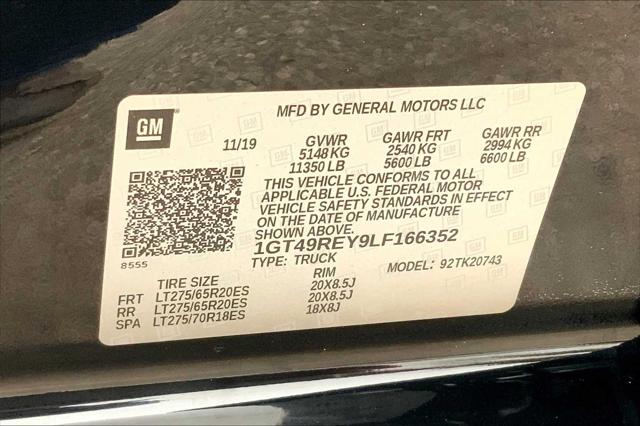 MFD BY GENERAL MOTORS LLC
GM
11/19 GVWR GAWR FRT GAWR RR
5148 KG 2540 KG 2994 KG
11350 LB 5600 LB 6600 LB
THIS VEHICLE CONFORMS TO ALL
APPLICABLE U.S. FEDERAL MOTOR
VEHICLE SAFETY STANDARDS IN EFFECT
ON THE DATE OF MANUFACTURE
SHOWN ABOVE.
1GT49REY9LF166352
TYPE: TRUCK MODEL: 92TK20743
8555
TIRE SIZE RIM
FRT LT275/65R20ES 20X8.5J
RR LT275/65R20ES 20X8.5J
SPA LT275/70R18ES 18X8J